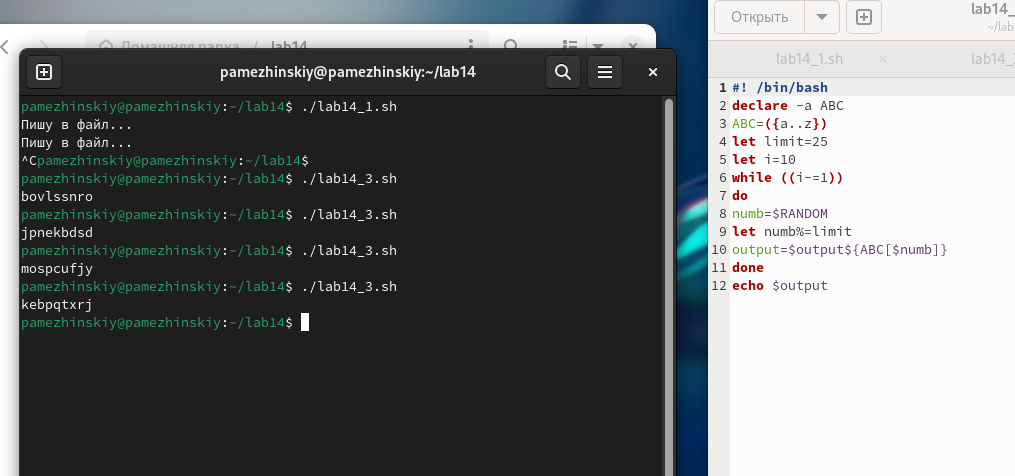 Домашняя папка / lab14
pamezhinskiy@pamezhinskiy:~/lab14
pamezhinskiy@pamezhinskiy:~/lab14$ ./lab14_1.sh
Пишу в файл...
Пишу в файл...
^Cpamezhinskiy@pamezhinskiy:~/lab14$
pamezhinskiy@pamezhinskiy:~/lab14$ ./lab14_3.sh
bovlssnro
pamezhinskiy@pamezhinskiy:~/lab14$ ./lab14_3.sh
jpnekbdsd
pamezhinskiy@pamezhinskiy:~/lab14$ ./lab14_3.sh
mospcufjy
pamezhinskiy@pamezhinskiy:~/lab14$ ./lab14_3.sh
kebpqtxrj
pamezhinskiy@pamezhinskiy:~/lab14$
Открыть
lab14_
~/lab
lab14_1.sh
lab14_
1 #! /bin/bash
2 declare -a ABC
3 ABC=({a..z})
4 let limit=25
5 let i=10
6 while ((i-=1))
7 do
8 numb=$RANDOM
9 let numb%=limit
10 output=$output${ABC[$numb]}
11 done
12 echo $output